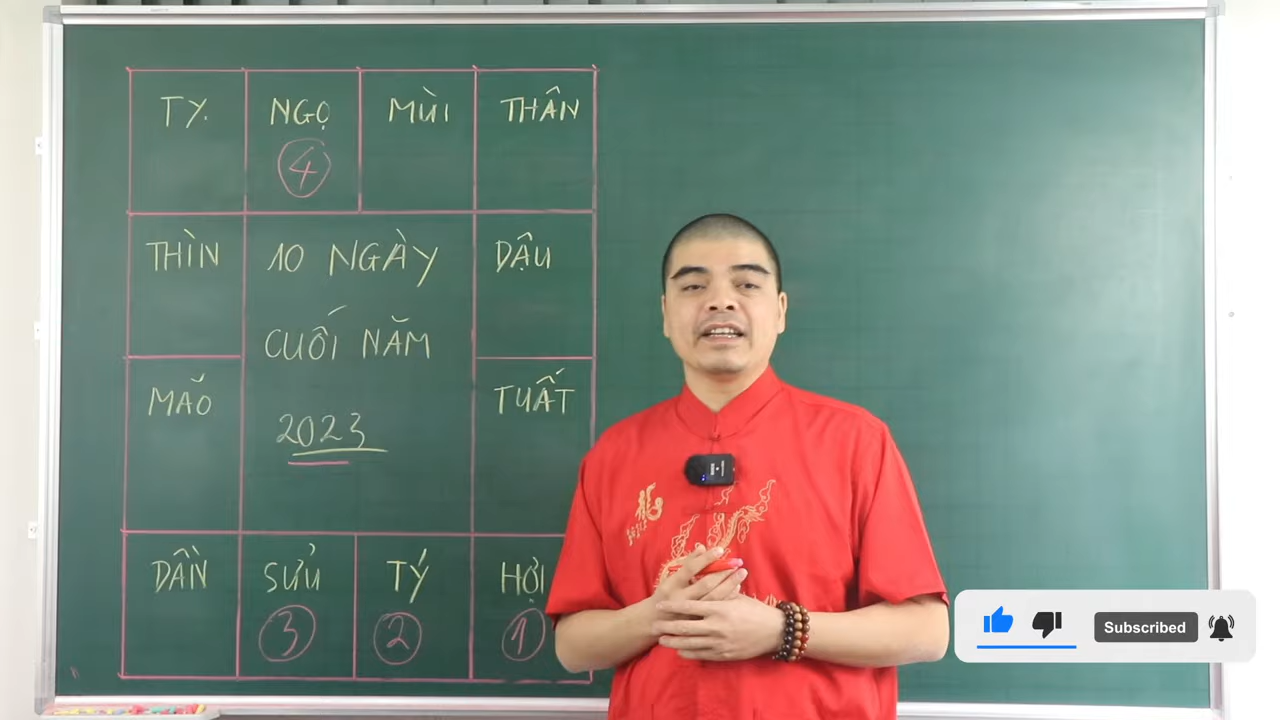 TỴ
NGỌ
MÙI
THÂN
④
THÌN
10 NGÀY
DẬU
CUỐI NĂM
MÃO
TUẤT
2023
DẦN
SỬU
TÝ
HỢI
③
②
①
Subscribed